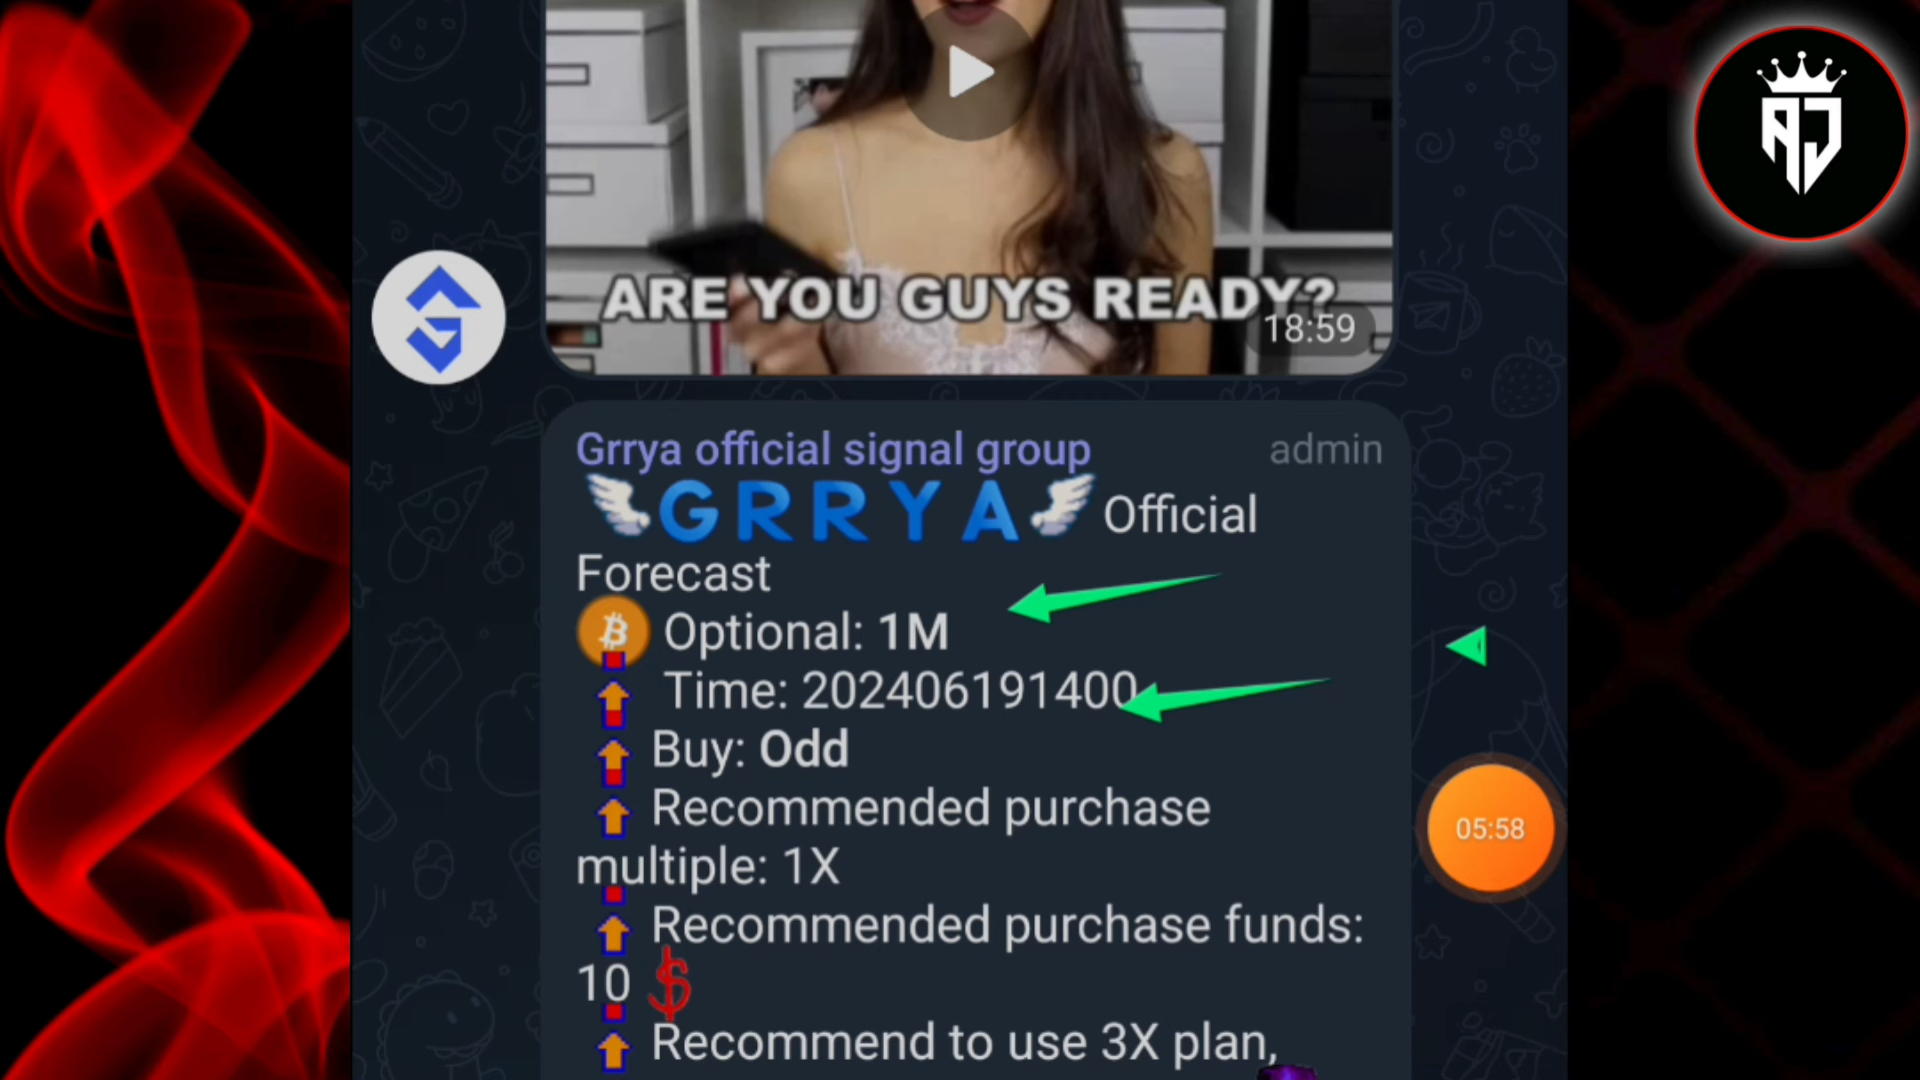 ARE YOU GUYS READY?
18:59
AJ
Grrya official signal group admin
GRRYA Official
Forecast
Optional: 1M
Time: 202406191400
Buy: Odd
Recommended purchase
multiple: 1X
Recommended purchase funds:
10 $
Recommend to use 3X plan,
05:58